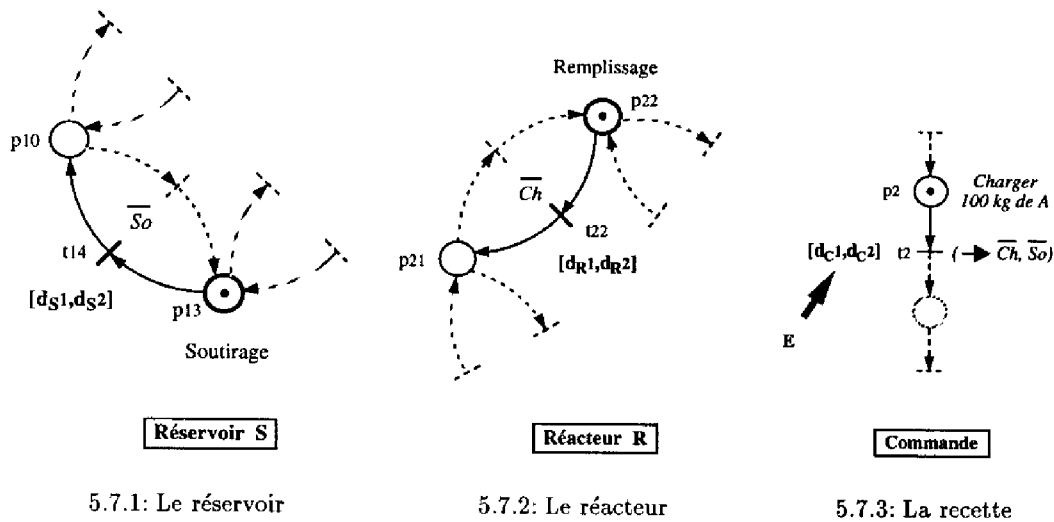 p10
So
t14
[dS1,dS2]
p13
Soutirage
Réservoir S
5.7.1: Le réservoir
Remplissage
p22
Ch
t22
p21
[dR1,dR2]
Réacteur R
5.7.2: Le réacteur
p2
Charger
100 kg de A
[dC1,dC2]
t2
(→ Ch, So)
E
Commande
5.7.3: La recette